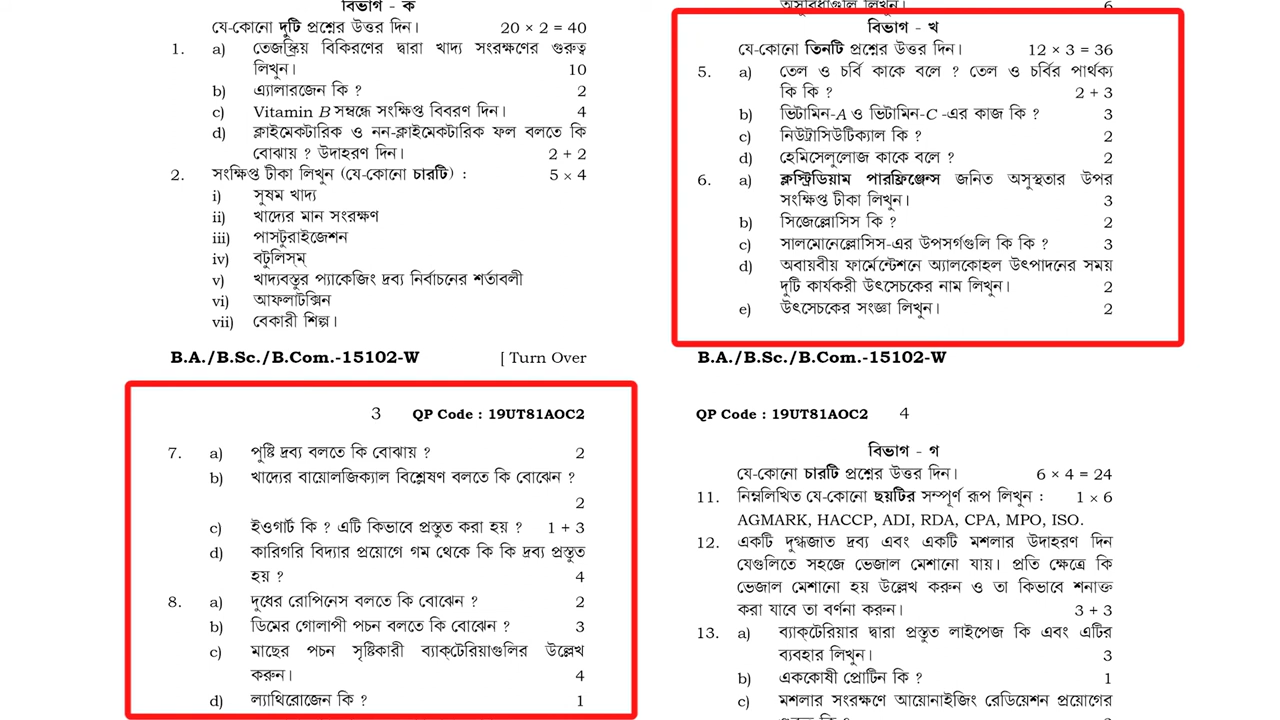 বিভাগ - ক
যে-কোনো দুটি প্রশ্নের উত্তর দিন। 20 × 2 = 40
1. a) তেজস্ক্রিয় বিকিরণের দ্বারা খাদ্য সংরক্ষণের গুরুত্ব
লিখুন। 10
b) এ্যালারজেন কি ? 2
c) Vitamin B সম্বন্ধে সংক্ষিপ্ত বিবরণ দিন। 4
d) ক্লাইমেকটারিক ও নন-ক্লাইমেকটারিক ফল বলতে কি
বোঝায় ? উদাহরণ দিন। 2 + 2
2. সংক্ষিপ্ত টীকা লিখুন (যে-কোনো চারটি) : 5 × 4
i) সুষম খাদ্য
ii) খাদ্যের মান সংরক্ষণ
iii) পাসটুরাইজেশন
iv) বটুলিস্‌ম্
v) খাদ্যবস্তুর প্যাকেজিং দ্রব্য নির্বাচনের শর্তাবলী
vi) আফলাটক্সিন
vii) বেকারী শিল্প।
B.A./B.Sc./B.Com.-15102-W [ Turn Over
অসুবিধাগুলি লিখুন। 6
বিভাগ - খ
যে-কোনো তিনটি প্রশ্নের উত্তর দিন। 12 × 3 = 36
5. a) তেল ও চর্বি কাকে বলে ? তেল ও চর্বির পার্থক্য
কি কি ? 2 + 3
b) ভিটামিন-A ও ভিটামিন-C -এর কাজ কি ? 3
c) নিউট্রাসিউটিক্যাল কি ? 2
d) হেমিসেলুলোজ কাকে বলে ? 2
6. a) ক্লস্ট্রিডিয়াম পারফ্রিঞ্জেন্স জনিত অসুস্থতার উপর
সংক্ষিপ্ত টীকা লিখুন। 3
b) সিজেল্লোসিস কি ? 2
c) সালমোনেল্লোসিস-এর উপসর্গগুলি কি কি ? 3
d) অবায়বীয় ফার্মেন্টেশনে অ্যালকোহল উৎপাদনের সময়
দুটি কার্যকরী উৎসেচকের নাম লিখুন। 2
e) উৎসেচকের সংজ্ঞা লিখুন। 2
B.A./B.Sc./B.Com.-15102-W
3 QP Code : 19UT81AOC2
7. a) পুষ্টি দ্রব্য বলতে কি বোঝায় ? 2
b) খাদ্যের বায়োলজিক্যাল বিশ্লেষণ বলতে কি বোঝেন ?
2
c) ইওগার্ট কি ? এটি কিভাবে প্রস্তুত করা হয় ? 1 + 3
d) কারিগরি বিদ্যার প্রয়োগে গম থেকে কি কি দ্রব্য প্রস্তুত
হয় ? 4
8. a) দুধের রোপিনেস বলতে কি বোঝেন ? 2
b) ডিমের গোলাপী পচন বলতে কি বোঝেন ? 3
c) মাছের পচন সৃষ্টিকারী ব্যাক্‌টেরিয়াগুলির উল্লেখ
করুন। 4
d) ল্যাথিরোজেন কি ? 1
QP Code : 19UT81AOC2 4
বিভাগ - গ
যে-কোনো চারটি প্রশ্নের উত্তর দিন। 6 × 4 = 24
11. নিম্নলিখিত যে-কোনো ছয়টির সম্পূর্ণ রূপ লিখুন : 1 × 6
AGMARK, HACCP, ADI, RDA, CPA, MPO, ISO.
12. একটি দুগ্ধজাত দ্রব্য এবং একটি মশলার উদাহরণ দিন
যেগুলিতে সহজে ভেজাল মেশানো যায়। প্রতি ক্ষেত্রে কি
ভেজাল মেশানো হয় উল্লেখ করুন ও তা কিভাবে শনাক্ত
করা যাবে তা বর্ণনা করুন। 3 + 3
13. a) ব্যাক্‌টেরিয়ার দ্বারা প্রস্তুত লাইপেজ কি এবং এটির
ব্যবহার লিখুন। 3
b) এককোষী প্রোটিন কি ? 1
c) মশলার সংরক্ষণে আয়োনাইজিং রেডিয়েশন প্রয়োগের